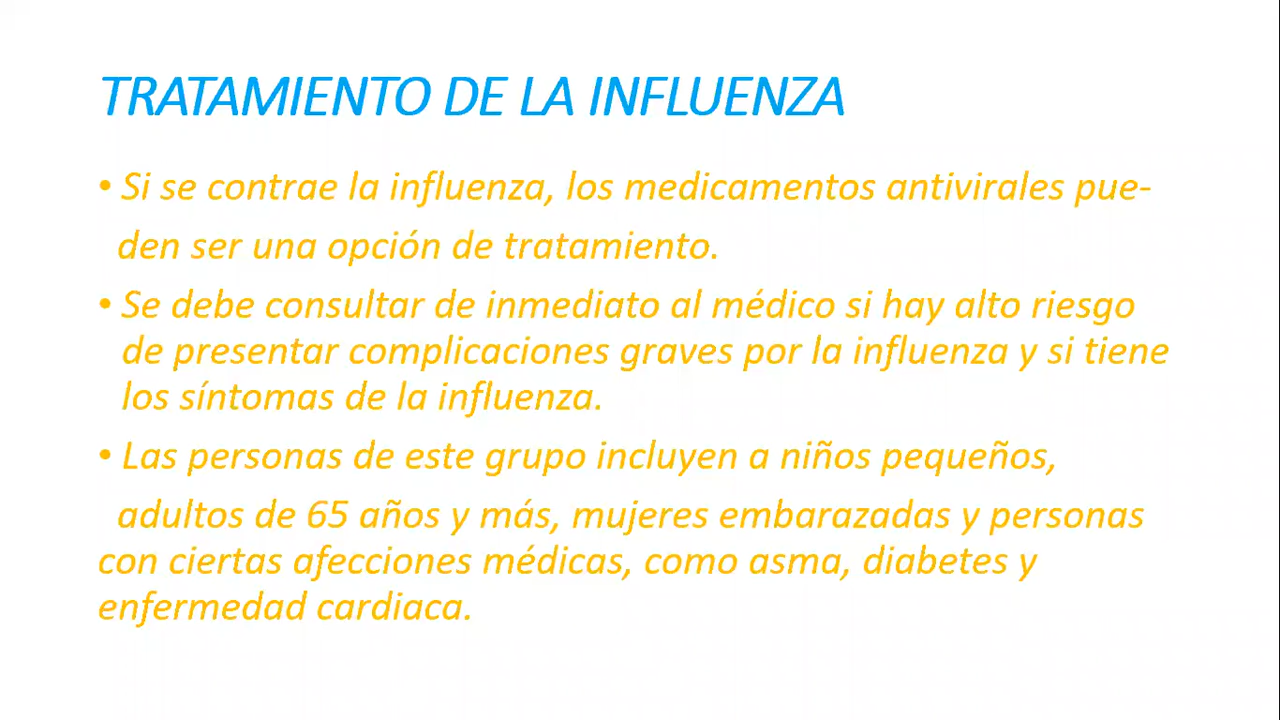 TRATAMIENTO DE LA INFLUENZA
• Si se contrae la influenza, los medicamentos antivirales pue-
den ser una opción de tratamiento.
• Se debe consultar de inmediato al médico si hay alto riesgo
de presentar complicaciones graves por la influenza y si tiene
los síntomas de la influenza.
• Las personas de este grupo incluyen a niños pequeños,
adultos de 65 años y más, mujeres embarazadas y personas
con ciertas afecciones médicas, como asma, diabetes y
enfermedad cardiaca.